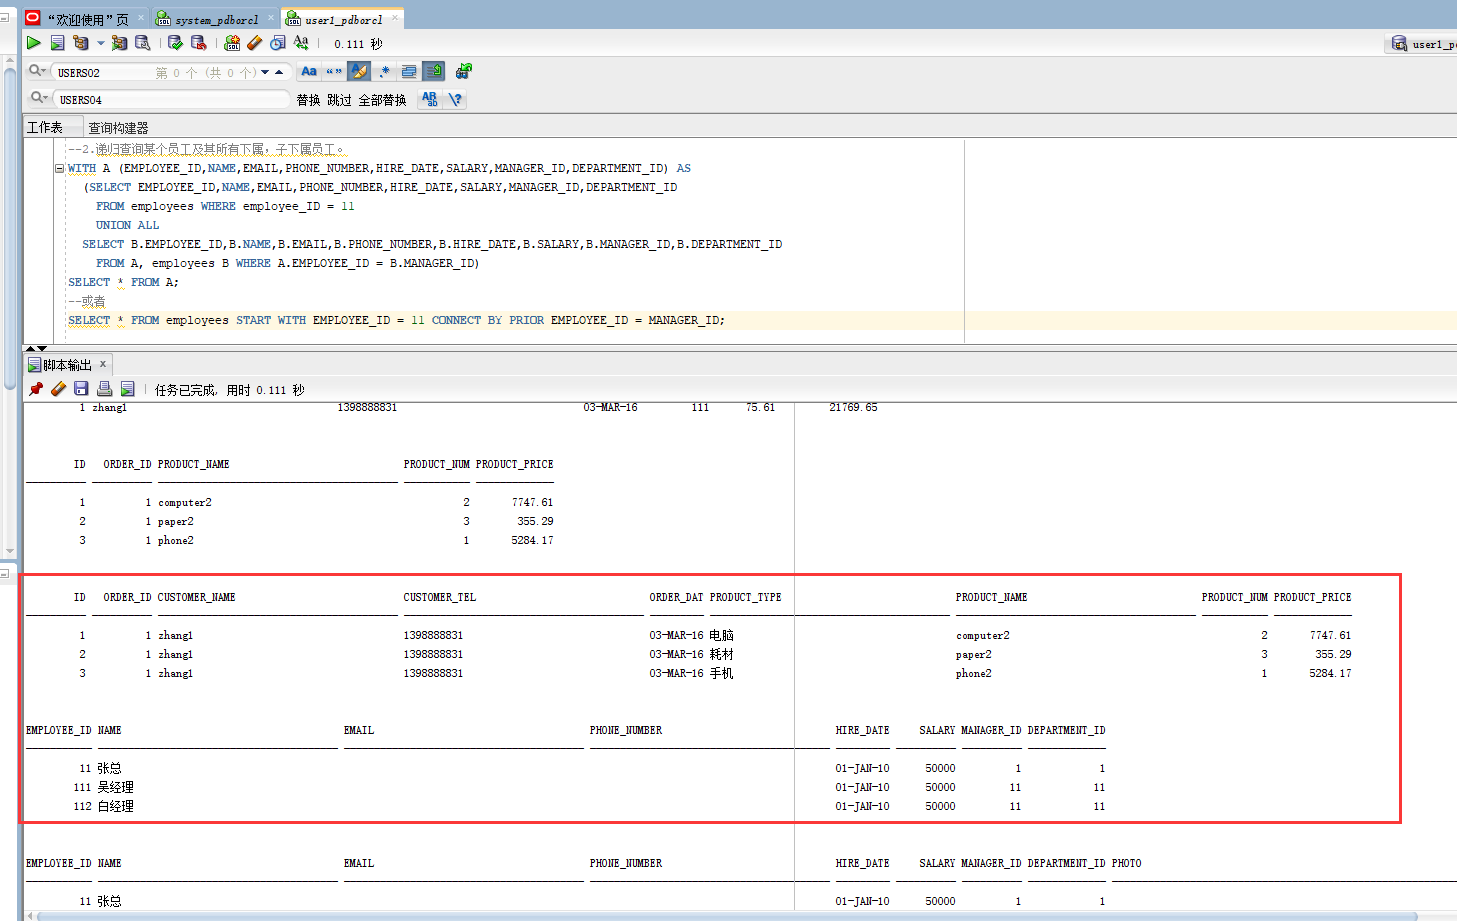 “欢迎使用”页
system_pdborcl
user1_pdborcl
0.111 秒
USERS02 第 0 个 (共 0 个)
Aa “”
USERS04 替换 跳过 全部替换
工作表 查询构建器
--2.递归查询某个员工及其所有下属，子下属员工。
WITH A (EMPLOYEE_ID,NAME,EMAIL,PHONE_NUMBER,HIRE_DATE,SALARY,MANAGER_ID,DEPARTMENT_ID) AS
(SELECT EMPLOYEE_ID,NAME,EMAIL,PHONE_NUMBER,HIRE_DATE,SALARY,MANAGER_ID,DEPARTMENT_ID
FROM employees WHERE employee_ID = 11
UNION ALL
SELECT B.EMPLOYEE_ID,B.NAME,B.EMAIL,B.PHONE_NUMBER,B.HIRE_DATE,B.SALARY,B.MANAGER_ID,B.DEPARTMENT_ID
FROM A, employees B WHERE A.EMPLOYEE_ID = B.MANAGER_ID)
SELECT * FROM A;
--或者
SELECT * FROM employees START WITH EMPLOYEE_ID = 11 CONNECT BY PRIOR EMPLOYEE_ID = MANAGER_ID;
脚本输出 x
任务已完成, 用时 0.111 秒
1 zhang1 1398888831 03-MAR-16 111 75.61 21769.65
ID ORDER_ID PRODUCT_NAME PRODUCT_NUM PRODUCT_PRICE
1 1 computer2 2 7747.61
2 1 paper2 3 355.29
3 1 phone2 1 5284.17
ID ORDER_ID CUSTOMER_NAME CUSTOMER_TEL ORDER_DAT PRODUCT_TYPE PRODUCT_NAME PRODUCT_NUM PRODUCT_PRICE
1 1 zhang1 1398888831 03-MAR-16 电脑 computer2 2 7747.61
2 1 zhang1 1398888831 03-MAR-16 耗材 paper2 3 355.29
3 1 zhang1 1398888831 03-MAR-16 手机 phone2 1 5284.17
EMPLOYEE_ID NAME EMAIL PHONE_NUMBER HIRE_DATE SALARY MANAGER_ID DEPARTMENT_ID
11 张总 01-JAN-10 50000 1 1
111 吴经理 01-JAN-10 50000 11 11
112 白经理 01-JAN-10 50000 11 11
EMPLOYEE_ID NAME EMAIL PHONE_NUMBER HIRE_DATE SALARY MANAGER_ID DEPARTMENT_ID PHOTO
11 张总 01-JAN-10 50000 1 1